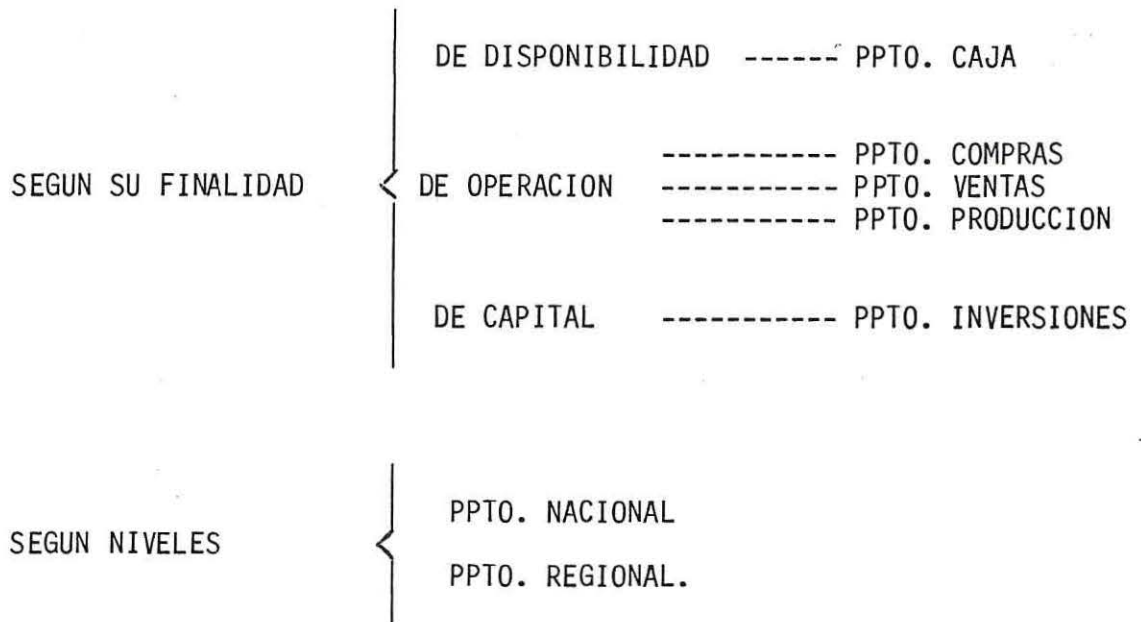 DE DISPONIBILIDAD ------ PPTO. CAJA
----------- PPTO. COMPRAS
SEGUN SU FINALIDAD < DE OPERACION ----------- PPTO. VENTAS
----------- PPTO. PRODUCCION
DE CAPITAL ----------- PPTO. INVERSIONES
PPTO. NACIONAL
SEGUN NIVELES <
PPTO. REGIONAL.